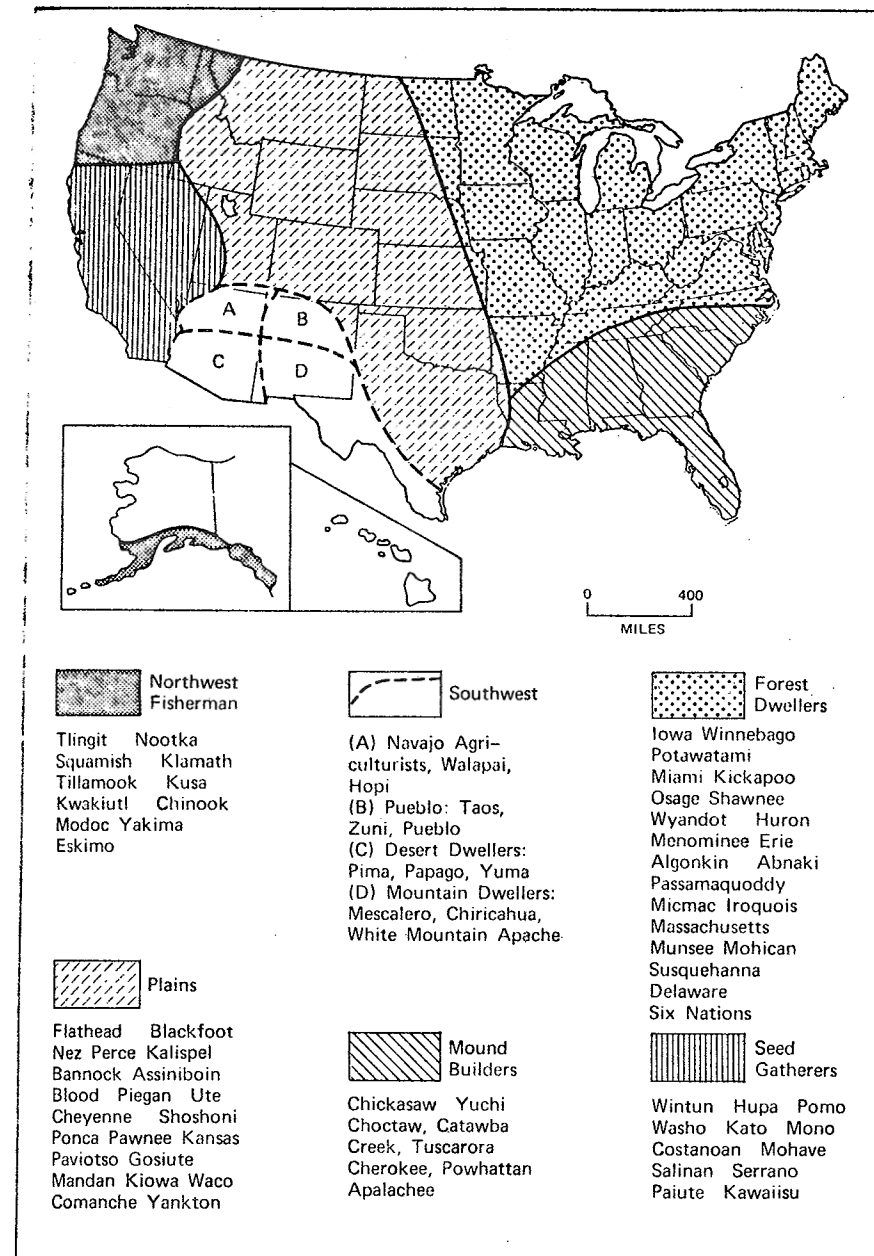 A
B
C
D
0 400
MILES
Northwest
Fisherman
Tlingit Nootka
Squamish Klamath
Tillamook Kusa
Kwakiutl Chinook
Modoc Yakima
Eskimo
Southwest
(A) Navajo Agri-
culturists, Walapai,
Hopi
(B) Pueblo: Taos,
Zuni, Pueblo
(C) Desert Dwellers:
Pima, Papago, Yuma
(D) Mountain Dwellers:
Mescalero, Chiricahua,
White Mountain Apache
Forest
Dwellers
Iowa Winnebago
Potawatami
Miami Kickapoo
Osage Shawnee
Wyandot Huron
Menominee Erie
Algonkin Abnaki
Passamaquoddy
Micmac Iroquois
Massachusetts
Munsee Mohican
Susquehanna
Delaware
Six Nations
Plains
Flathead Blackfoot
Nez Perce Kalispel
Bannock Assiniboin
Blood Piegan Ute
Cheyenne Shoshoni
Ponca Pawnee Kansas
Paviotso Gosiute
Mandan Kiowa Waco
Comanche Yankton
Mound
Builders
Chickasaw Yuchi
Choctaw, Catawba
Creek, Tuscarora
Cherokee, Powhattan
Apalachee
Seed
Gatherers
Wintun Hupa Pomo
Washo Kato Mono
Costanoan Mohave
Salinan Serrano
Paiute Kawaiisu